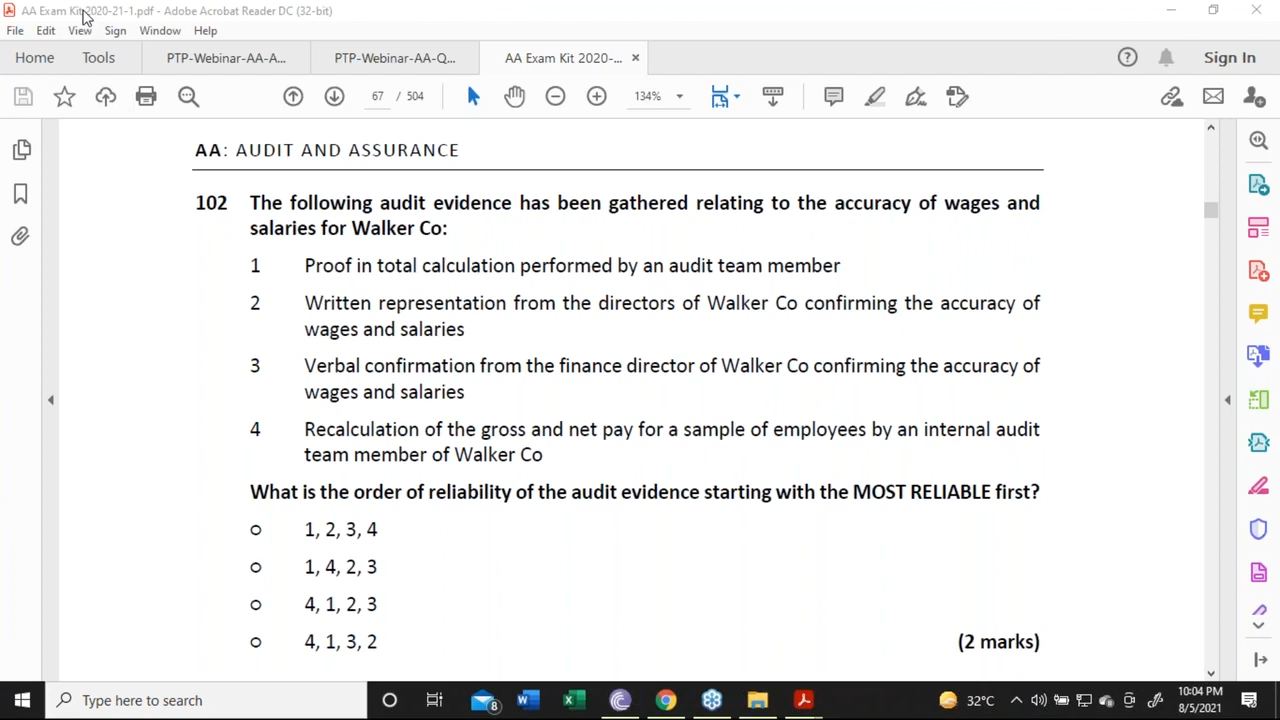 AA Exam Kit 2020-21-1.pdf - Adobe Acrobat Reader DC (32-bit)
File Edit View Sign Window Help
Home Tools PTP-Webinar-AA-A... PTP-Webinar-AA-Q... AA Exam Kit 2020-... Sign In
67 / 504 134%
AA: AUDIT AND ASSURANCE
102 The following audit evidence has been gathered relating to the accuracy of wages and
salaries for Walker Co:
1 Proof in total calculation performed by an audit team member
2 Written representation from the directors of Walker Co confirming the accuracy of
wages and salaries
3 Verbal confirmation from the finance director of Walker Co confirming the accuracy of
wages and salaries
4 Recalculation of the gross and net pay for a sample of employees by an internal audit
team member of Walker Co
What is the order of reliability of the audit evidence starting with the MOST RELIABLE first?
1, 2, 3, 4
1, 4, 2, 3
4, 1, 2, 3
4, 1, 3, 2 (2 marks)
Type here to search 8 32°C 10:04 PM
8/5/2021